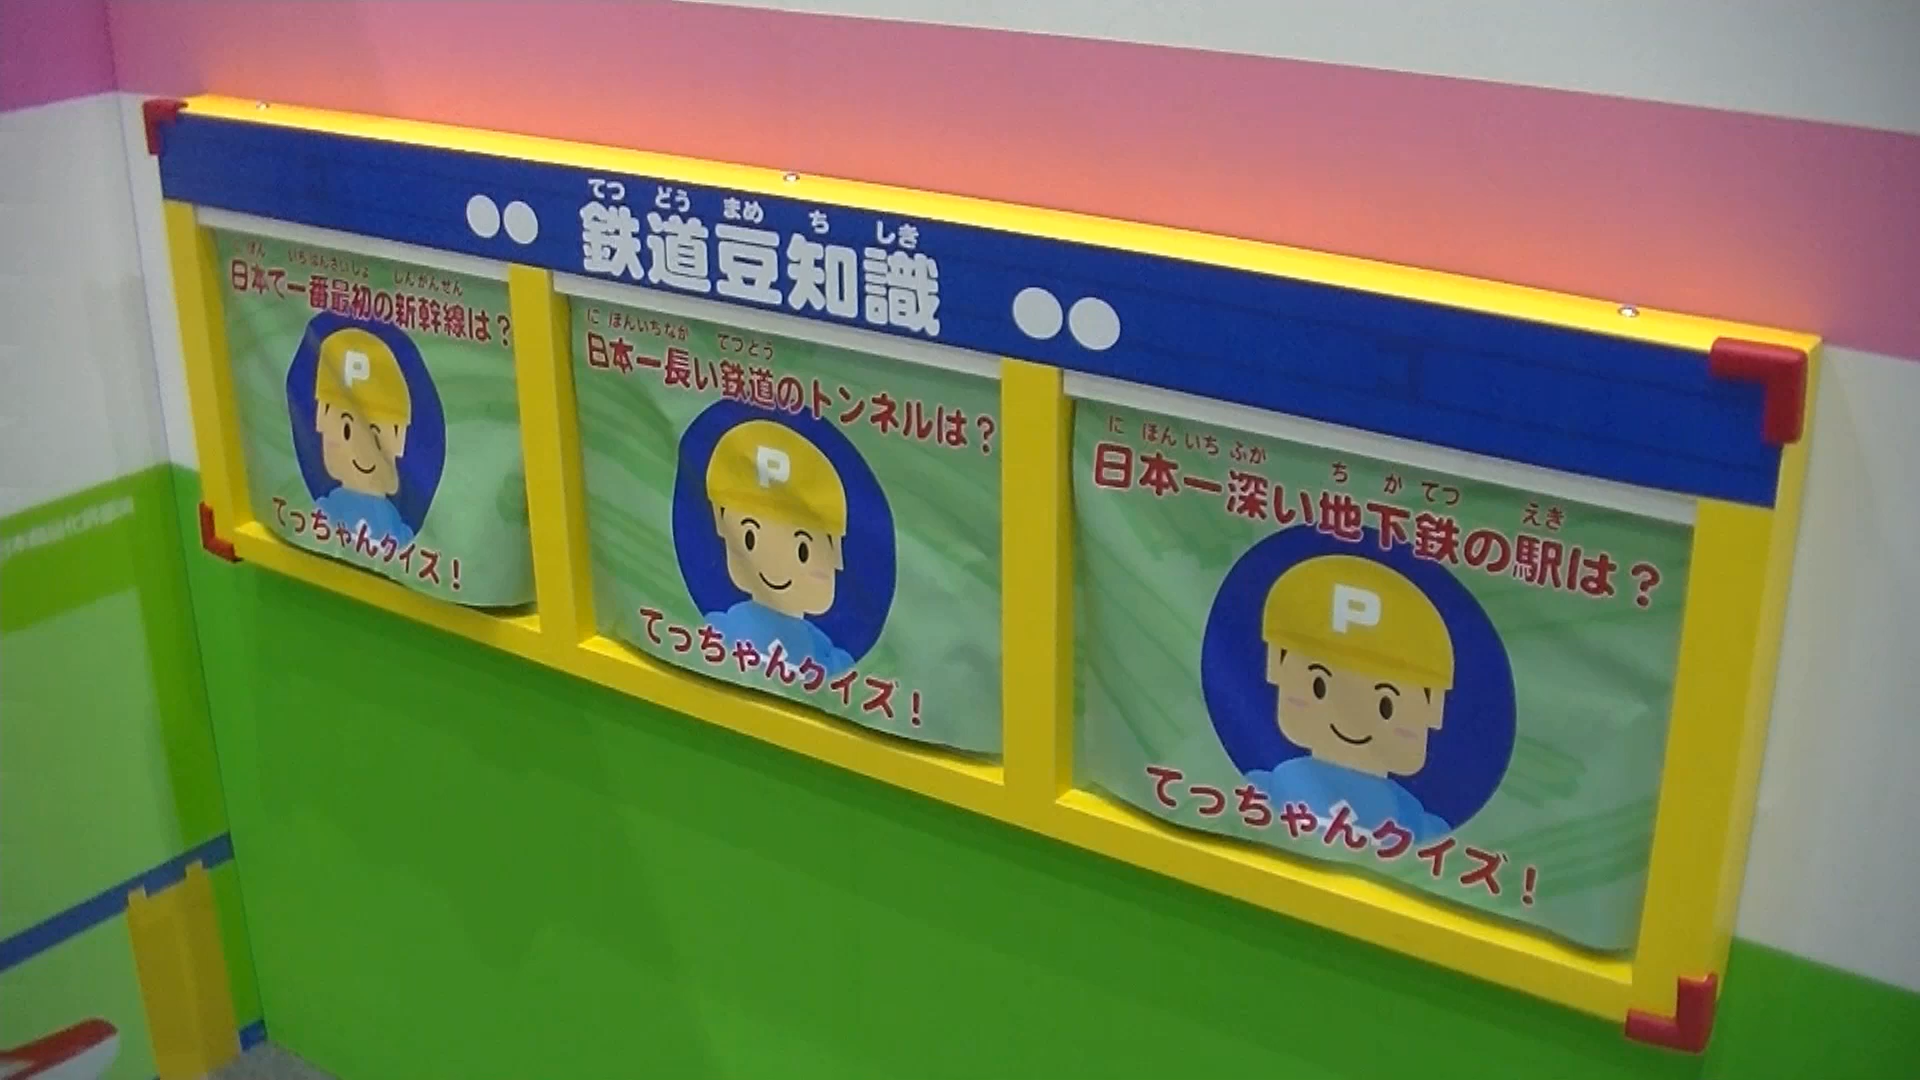 てつ どう まめ ち しき
鉄道豆知識
にほん いちばんさいしょ しんかんせん
日本で一番最初の新幹線は?
P
てっちゃんクイズ!
に ほんいちなが てつどう
日本一長い鉄道のトンネルは?
P
てっちゃんクイズ!
に ほん いち ふか ち か てつ えき
日本一深い地下鉄の駅は?
P
てっちゃんクイズ!